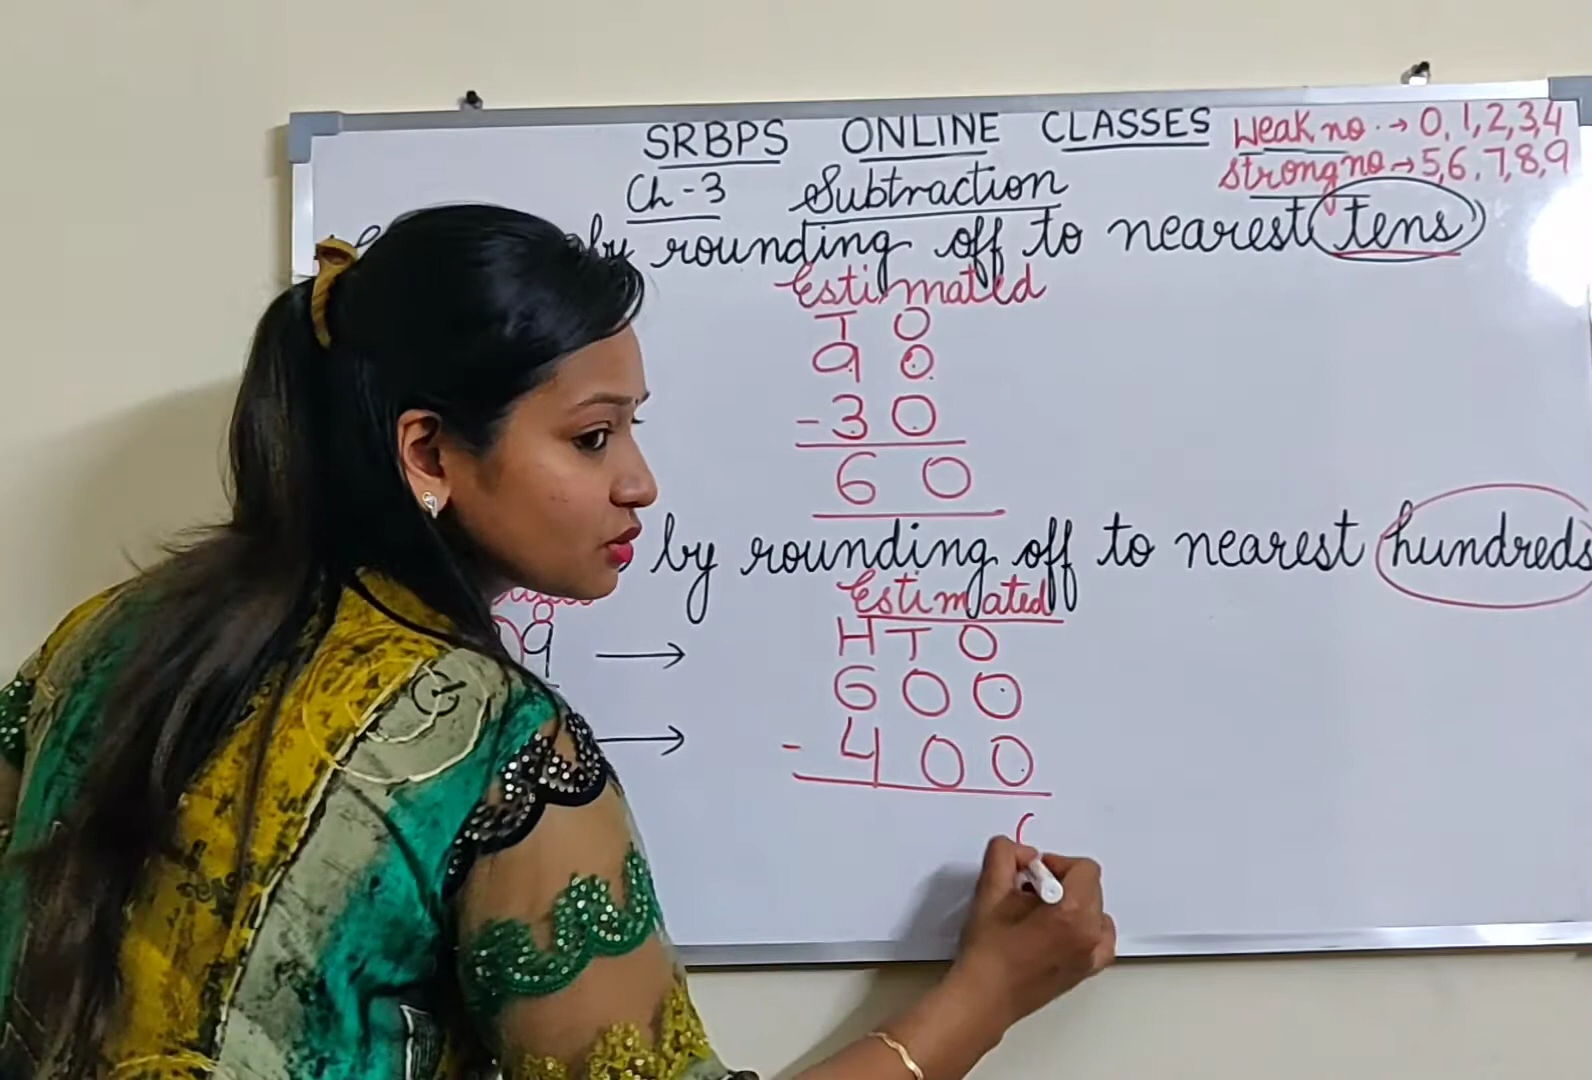 SRBPS ONLINE CLASSES
Weak no. → 0, 1, 2, 3, 4
Strong no → 5, 6, 7, 8, 9
Ch-3 Subtraction
by rounding off to nearest tens
Estimated
T O
9 0
- 3 0
6 0
by rounding off to nearest hundreds
Estimated
H T O
9 → 6 0 0
→ - 4 0 0